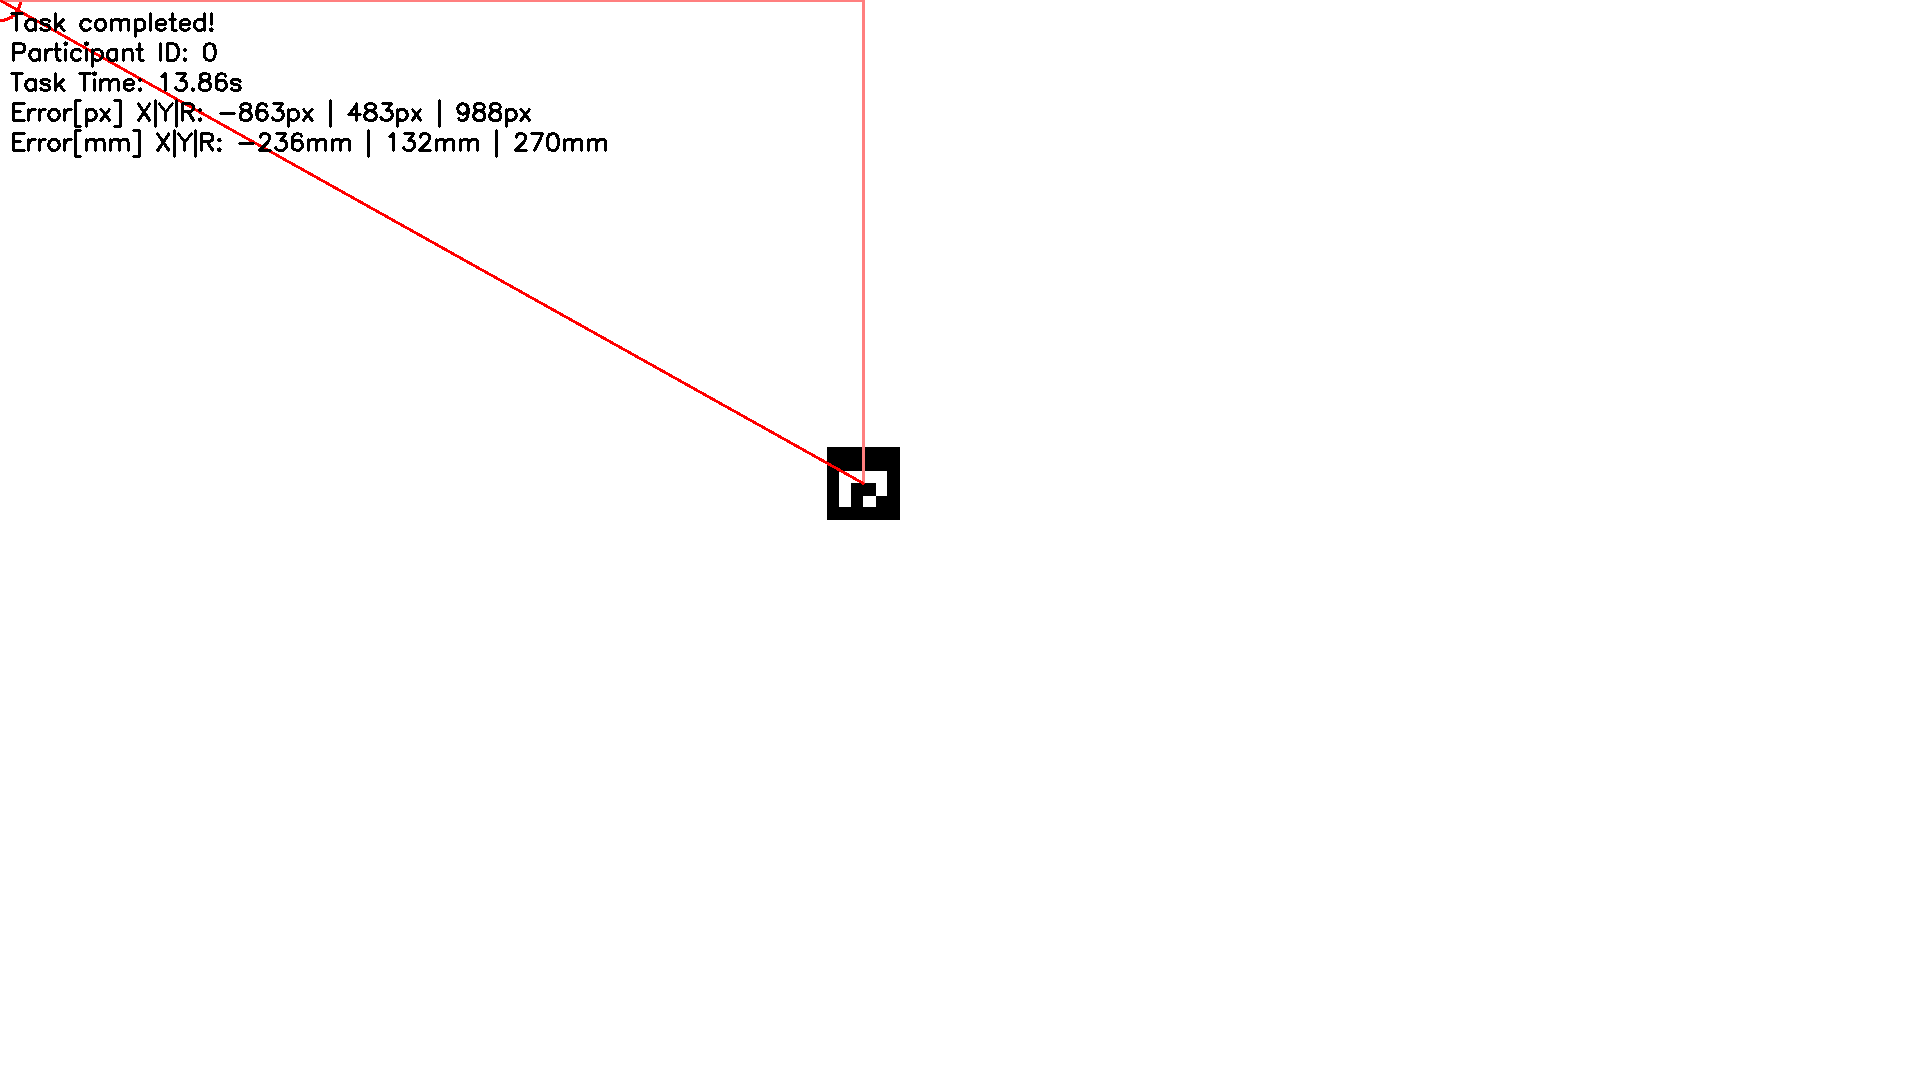 Task completed!
Participant ID: 0
Task Time: 13.86s
Error[px] X|Y|R: -863px | 483px | 988px
Error[mm] X|Y|R: -236mm | 132mm | 270mm